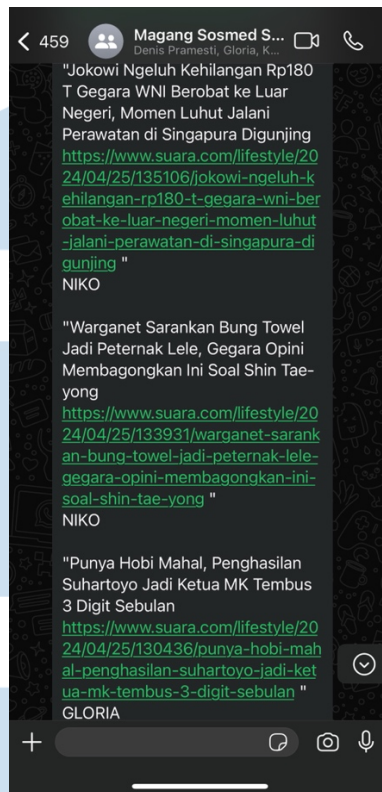 459
Magang Sosmed S...
Denis Pramesti, Gloria, K...
"Jokowi Ngeluh Kehilangan Rp180
T Gegara WNI Berobat ke Luar
Negeri, Momen Luhut Jalani
Perawatan di Singapura Digunjing
https://www.suara.com/lifestyle/20
24/04/25/135106/jokowi-ngeluh-k
ehilangan-rp180-t-gegara-wni-ber
obat-ke-luar-negeri-momen-luhut
-jalani-perawatan-di-singapura-di
gunjing "
NIKO
"Warganet Sarankan Bung Towel
Jadi Peternak Lele, Gegara Opini
Membagongkan Ini Soal Shin Tae-
yong
https://www.suara.com/lifestyle/20
24/04/25/133931/warganet-sarank
an-bung-towel-jadi-peternak-lele-
gegara-opini-membagongkan-ini-
soal-shin-tae-yong "
NIKO
"Punya Hobi Mahal, Penghasilan
Suhartoyo Jadi Ketua MK Tembus
3 Digit Sebulan
https://www.suara.com/lifestyle/20
24/04/25/130436/punya-hobi-mah
al-penghasilan-suhartoyo-jadi-ket
ua-mk-tembus-3-digit-sebulan "
GLORIA